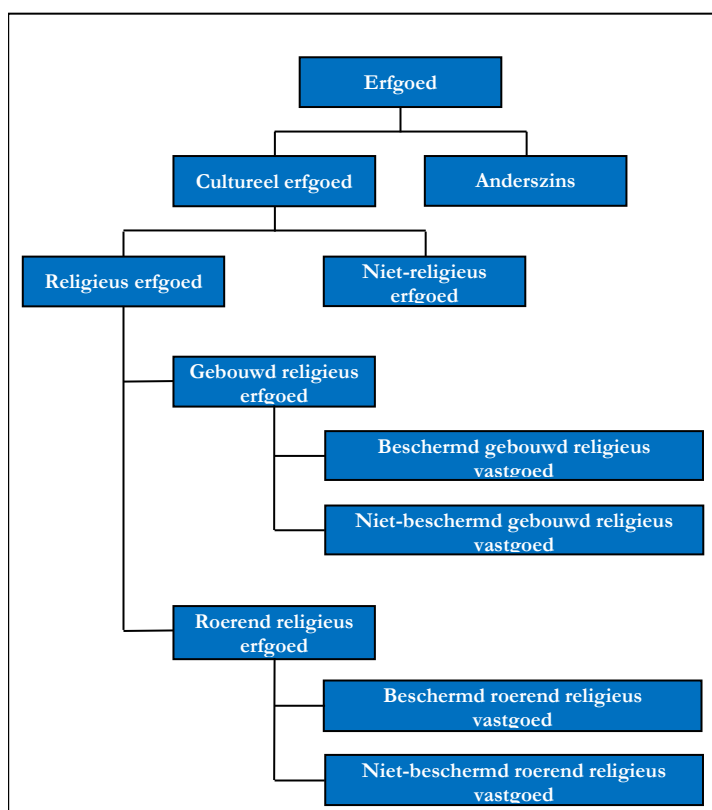 Erfgoed
Cultureel erfgoed
Anderszins
Religieus erfgoed
Niet-religieus
erfgoed
Gebouwd religieus
erfgoed
Beschermd gebouwd religieus
vastgoed
Niet-beschermd gebouwd religieus
vastgoed
Roerend religieus
erfgoed
Beschermd roerend religieus
vastgoed
Niet-beschermd roerend religieus
vastgoed